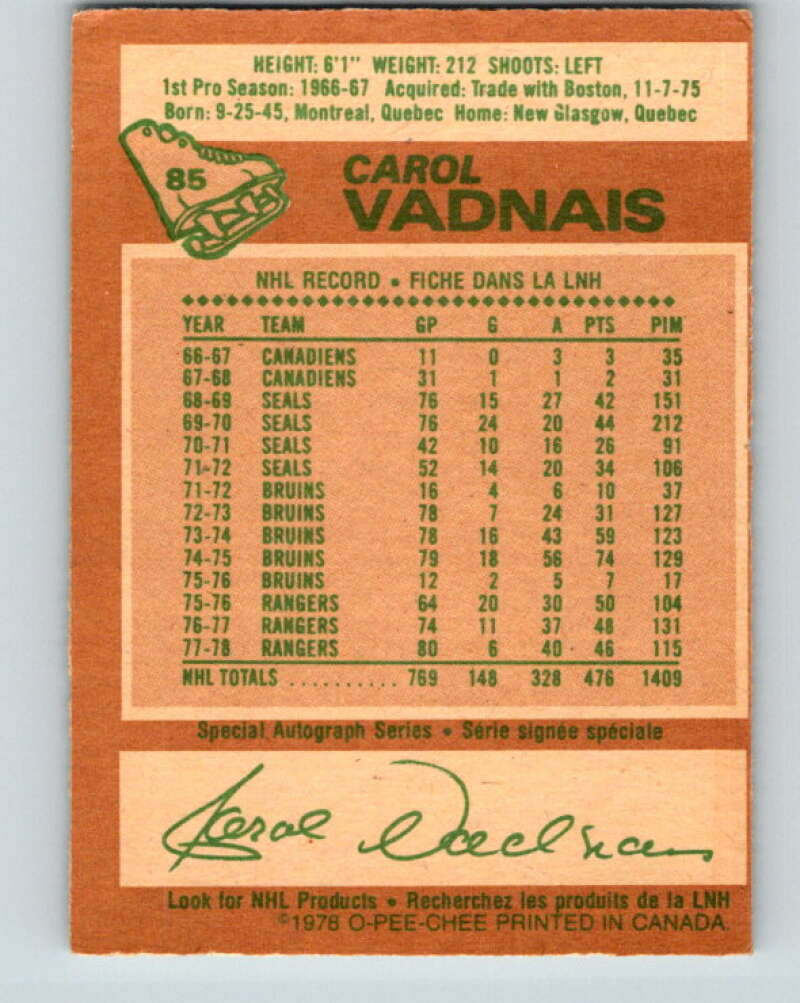 HEIGHT: 6'1" WEIGHT: 212 SHOOTS: LEFT
1st Pro Season: 1966-67 Acquired: Trade with Boston, 11-7-75
Born: 9-25-45, Montreal, Quebec Home: New Glasgow, Quebec
85
CAROL
VADNAIS
NHL RECORD • FICHE DANS LA LNH
YEAR TEAM GP G A PTS PIM
66-67 CANADIENS 11 0 3 3 35
67-68 CANADIENS 31 1 1 2 31
68-69 SEALS 76 15 27 42 151
69-70 SEALS 76 24 20 44 212
70-71 SEALS 42 10 16 26 91
71-72 SEALS 52 14 20 34 106
71-72 BRUINS 16 4 6 10 37
72-73 BRUINS 78 7 24 31 127
73-74 BRUINS 78 16 43 59 123
74-75 BRUINS 79 18 56 74 129
75-76 BRUINS 12 2 5 7 17
75-76 RANGERS 64 20 30 50 104
76-77 RANGERS 74 11 37 48 131
77-78 RANGERS 80 6 40 46 115
NHL TOTALS .......... 769 148 328 476 1409
Special Autograph Series • Série signée spéciale
Carol Vadnais
Look for NHL Products • Recherchez les produits de la LNH
©1978 O-PEE-CHEE PRINTED IN CANADA.